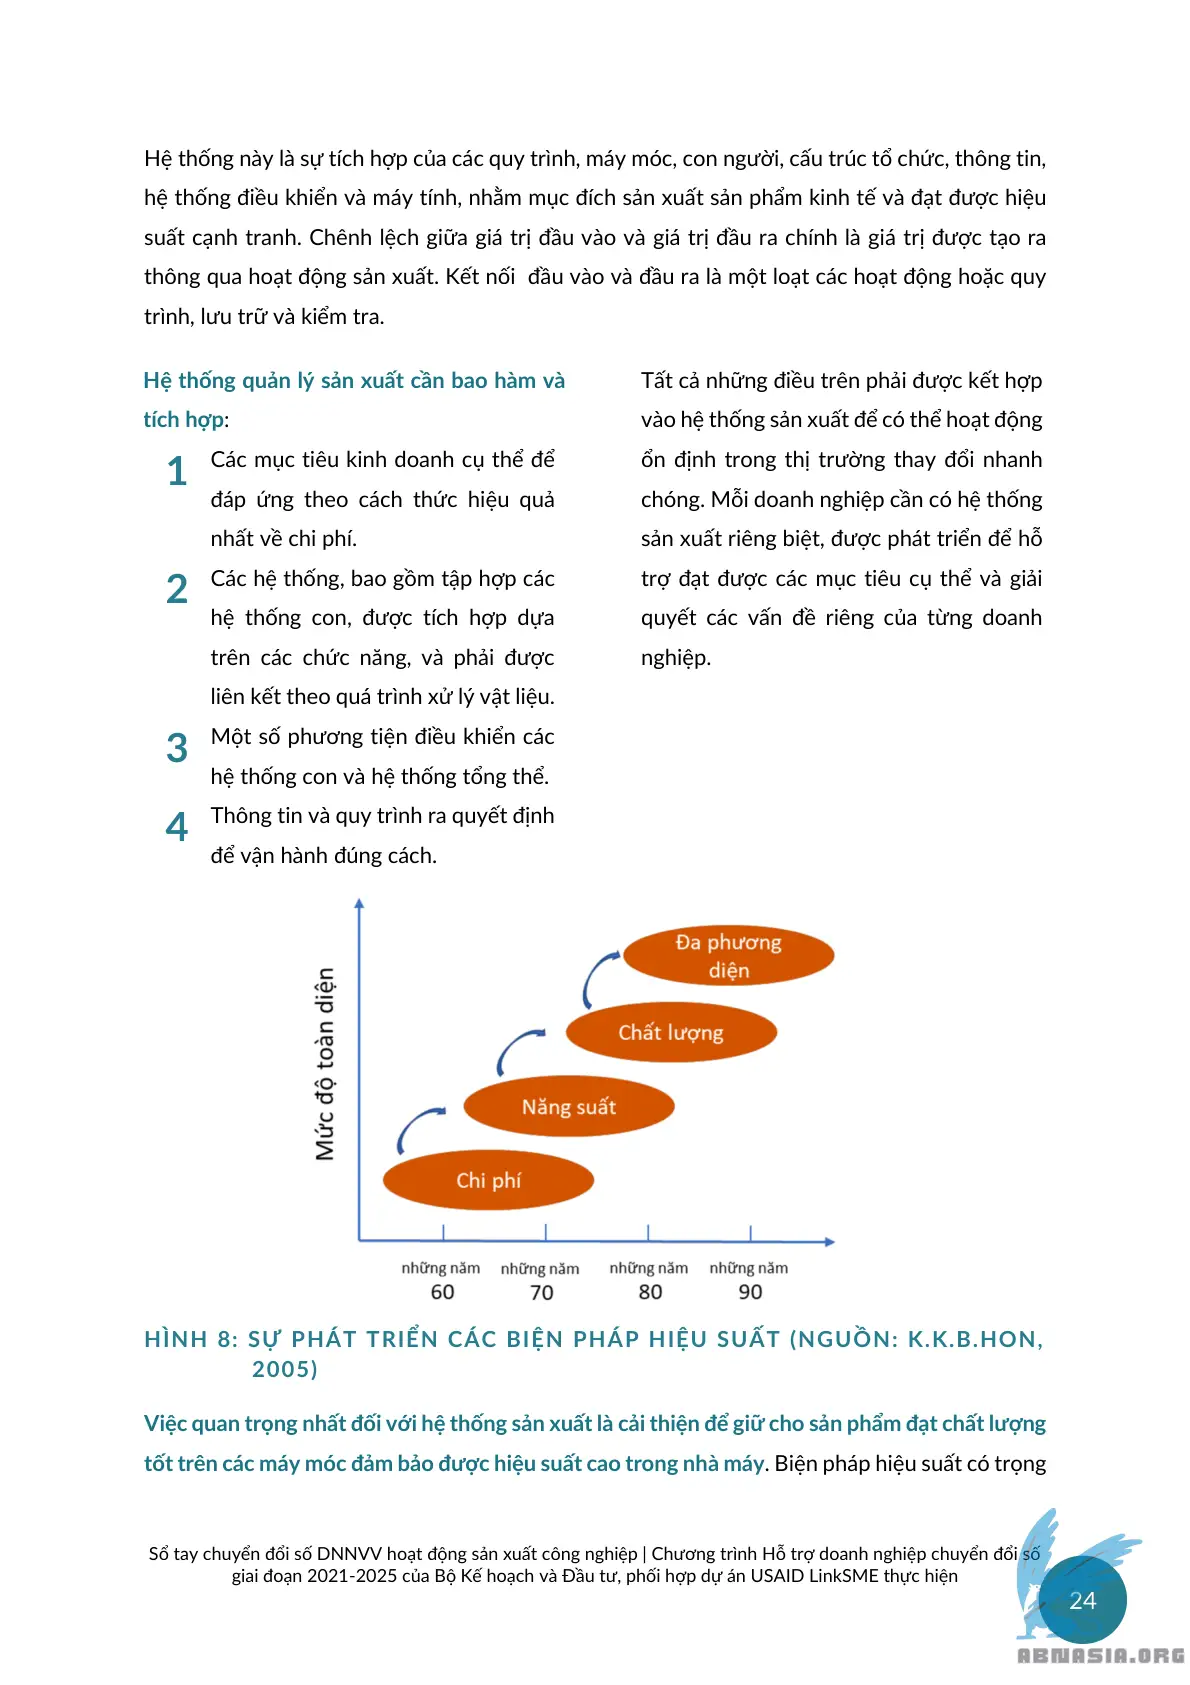 Hệ thống này là sự tích hợp của các quy trình, máy móc, con người, cấu trúc tổ chức, thông tin,
hệ thống điều khiển và máy tính, nhằm mục đích sản xuất sản phẩm kinh tế và đạt được hiệu
suất cạnh tranh. Chênh lệch giữa giá trị đầu vào và giá trị đầu ra chính là giá trị được tạo ra
thông qua hoạt động sản xuất. Kết nối  đầu vào và đầu ra là một loạt các hoạt động hoặc quy
trình, lưu trữ và kiểm tra.
Hệ thống quản lý sản xuất cần bao hàm và
tích hợp:
1 Các mục tiêu kinh doanh cụ thể để
đáp ứng theo cách thức hiệu quả
nhất về chi phí.
2 Các hệ thống, bao gồm tập hợp các
hệ thống con, được tích hợp dựa
trên các chức năng, và phải được
liên kết theo quá trình xử lý vật liệu.
3 Một số phương tiện điều khiển các
hệ thống con và hệ thống tổng thể.
4 Thông tin và quy trình ra quyết định
để vận hành đúng cách.
Tất cả những điều trên phải được kết hợp
vào hệ thống sản xuất để có thể hoạt động
ổn định trong thị trường thay đổi nhanh
chóng. Mỗi doanh nghiệp cần có hệ thống
sản xuất riêng biệt, được phát triển để hỗ
trợ đạt được các mục tiêu cụ thể và giải
quyết các vấn đề riêng của từng doanh
nghiệp.
Mức độ toàn diện
Đa phương
diện
Chất lượng
Năng suất
Chi phí
những năm
60
những năm
70
những năm
80
những năm
90
HÌNH 8: SỰ PHÁT TRIỂN CÁC BIỆN PHÁP HIỆU SUẤT (NGUỒN: K.K.B.HON,
2005)
Việc quan trọng nhất đối với hệ thống sản xuất là cải thiện để giữ cho sản phẩm đạt chất lượng
tốt trên các máy móc đảm bảo được hiệu suất cao trong nhà máy. Biện pháp hiệu suất có trọng
Sổ tay chuyển đổi số DNNVV hoạt động sản xuất công nghiệp | Chương trình Hỗ trợ doanh nghiệp chuyển đổi số
giai đoạn 2021-2025 của Bộ Kế hoạch và Đầu tư, phối hợp dự án USAID LinkSME thực hiện
24
ABNASIA.ORG